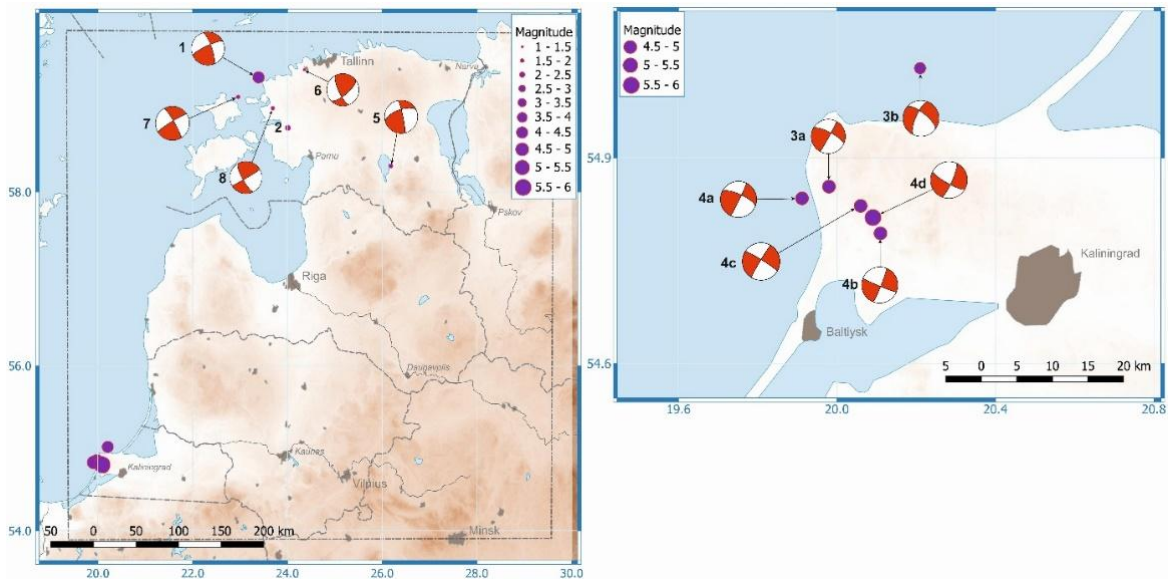 Magnitude
1 - 1.5
1.5 - 2
2 - 2.5
2.5 - 3
3 - 3.5
3.5 - 4
4 - 4.5
4.5 - 5
5 - 5.5
5.5 - 6
1
Tallinn
Narva
6
7
5
2
8
Parnu
58.0
Pskov
Riga
56.0
Daugavpils
Kaliningrad
Kaunas
Vilnius
54.0
Minsk
50 0 50 100 150 200 km
20.0 22.0 24.0 26.0 28.0 30.0
Magnitude
4.5 - 5
5 - 5.5
5.5 - 6
3b
3a
54.9
4d
4a
4c
Kaliningrad
4b
Baltlysk
54.6
5 0 5 10 15 20 km
19.6 20.0 20.4 20.8